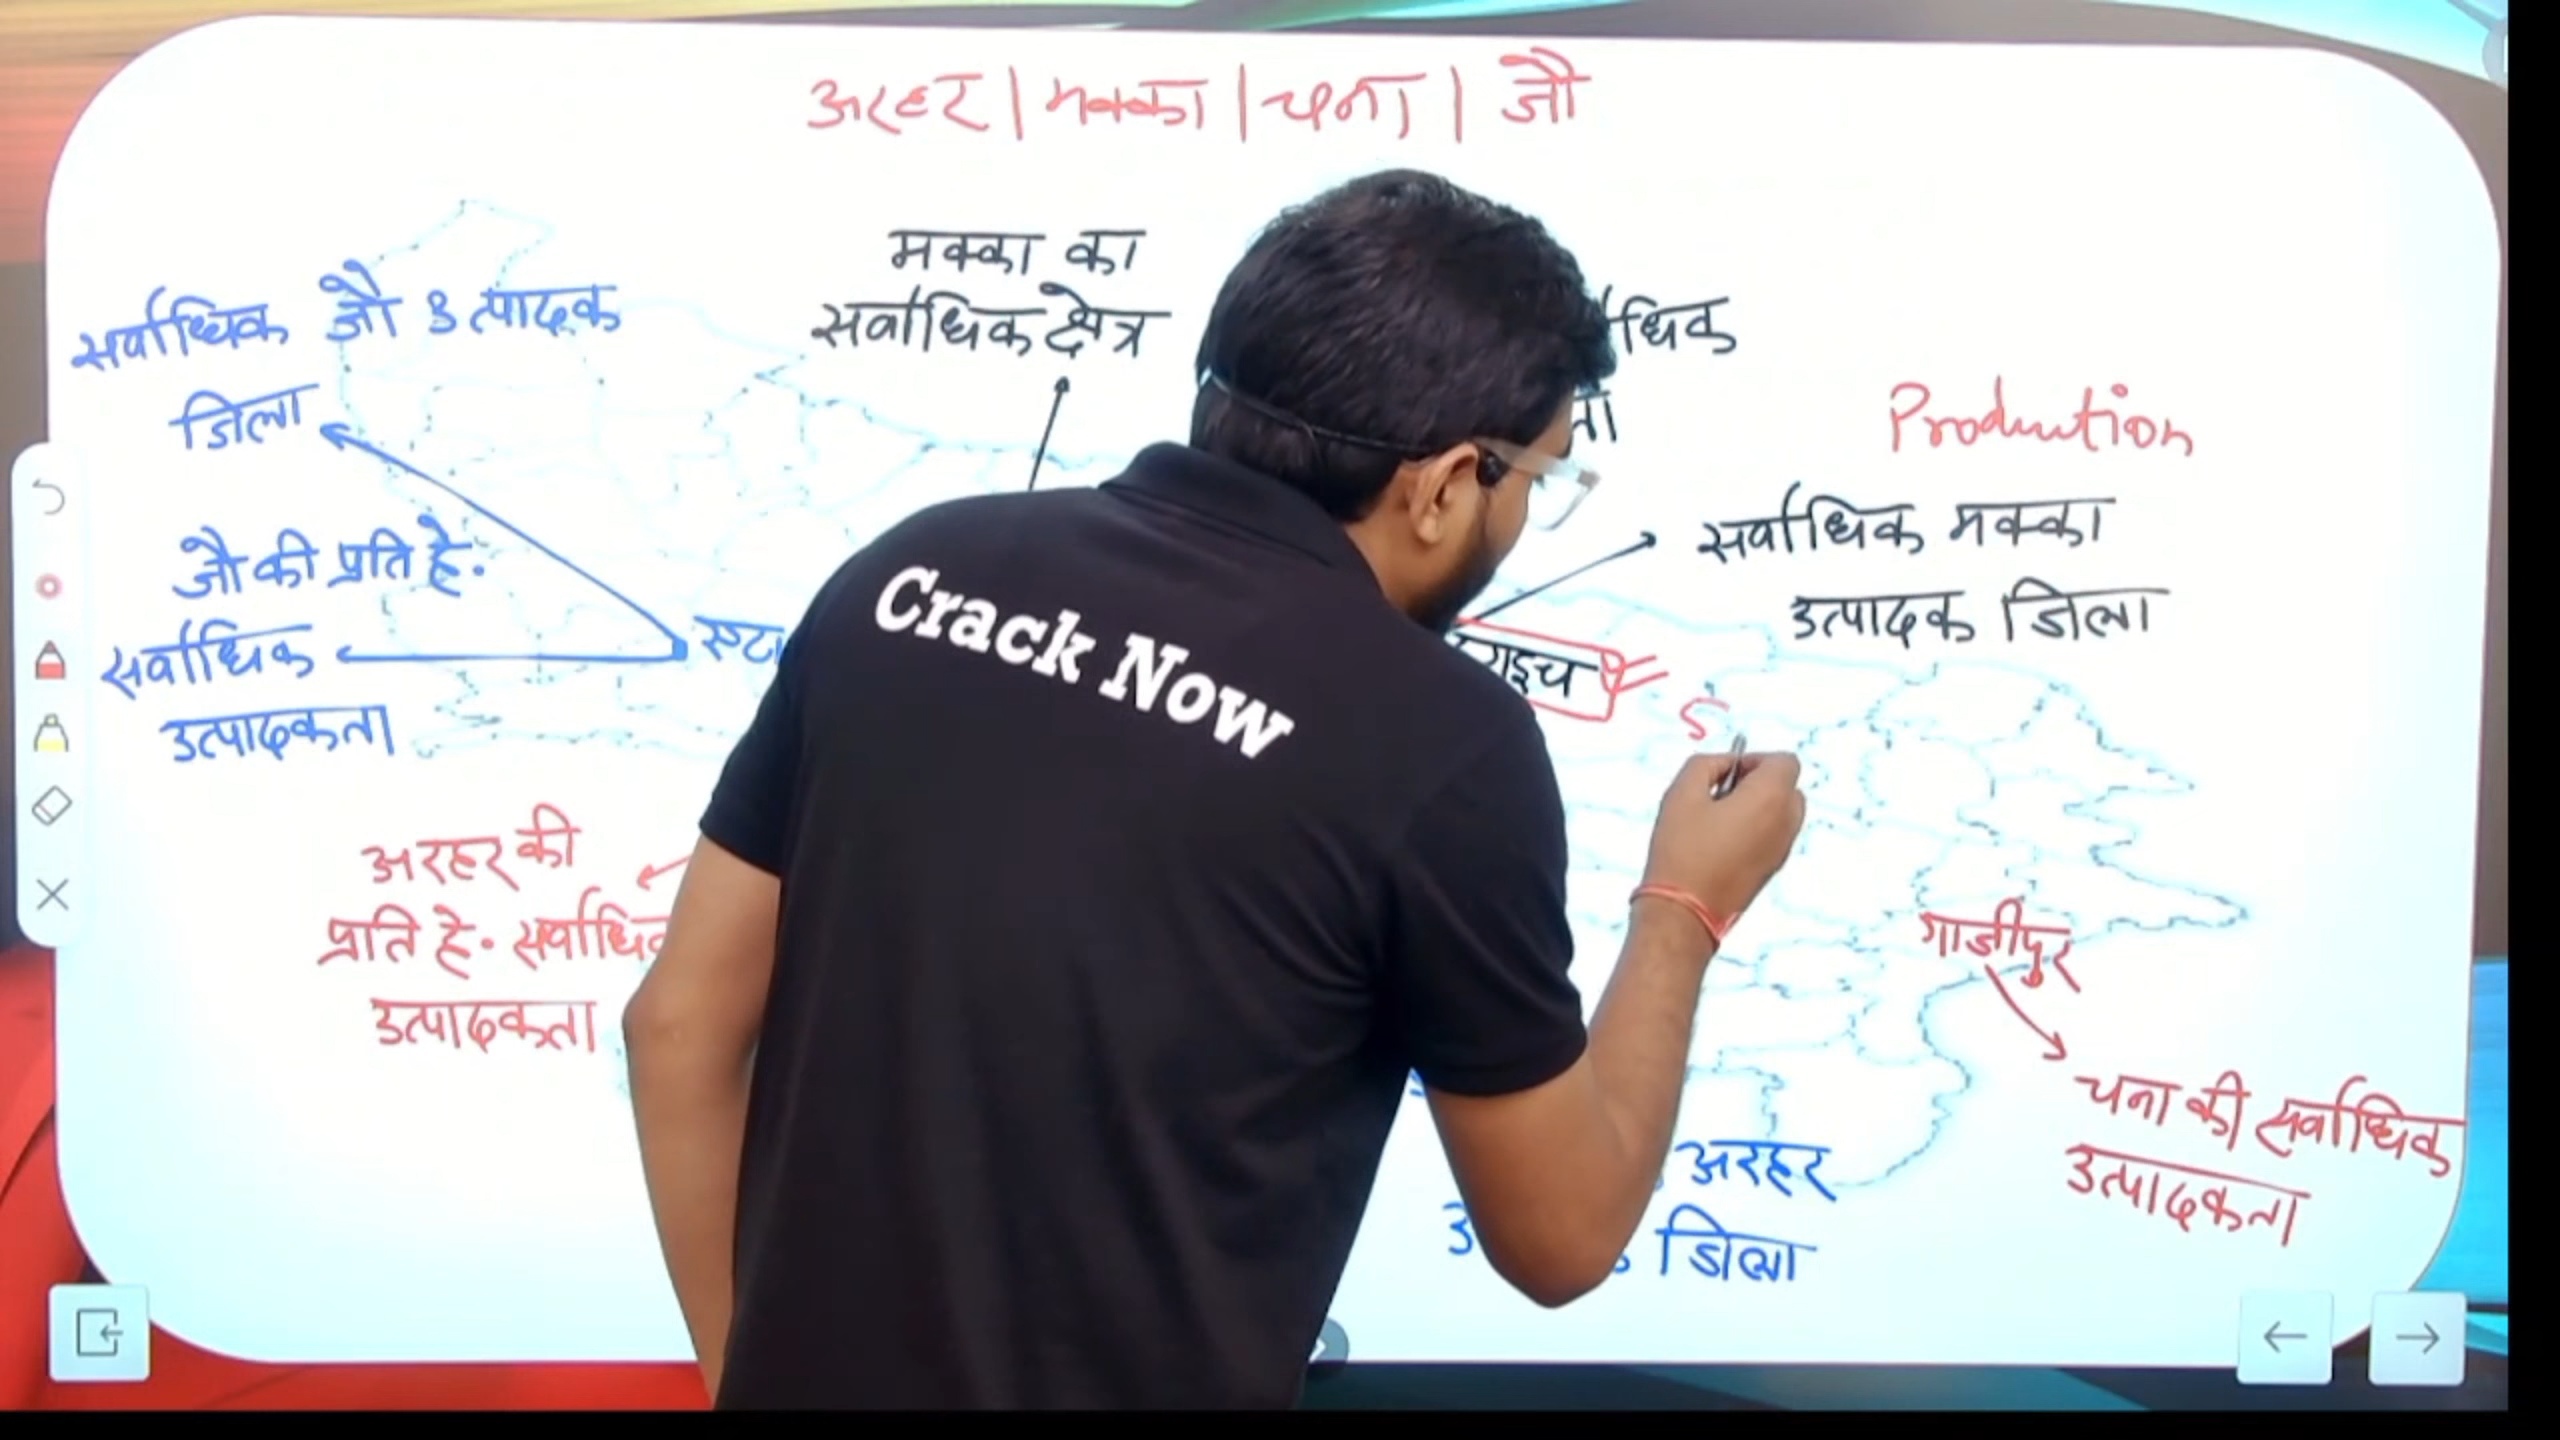 अरहर | मक्का | चना | जौ
मक्का का
सर्वाधिक क्षेत्र
सर्वाधिक जौ उत्पादक
जिला
Production
सर्वाधिक मक्का
उत्पादक जिला
जौ की प्रति हे॰
सर्वाधिक
उत्पादकता
Crack Now
अरहर की
प्रति हे॰
उत्पादकता
गाजीपुर
चना की सर्वाधिक
उत्पादकता
अरहर
जिला